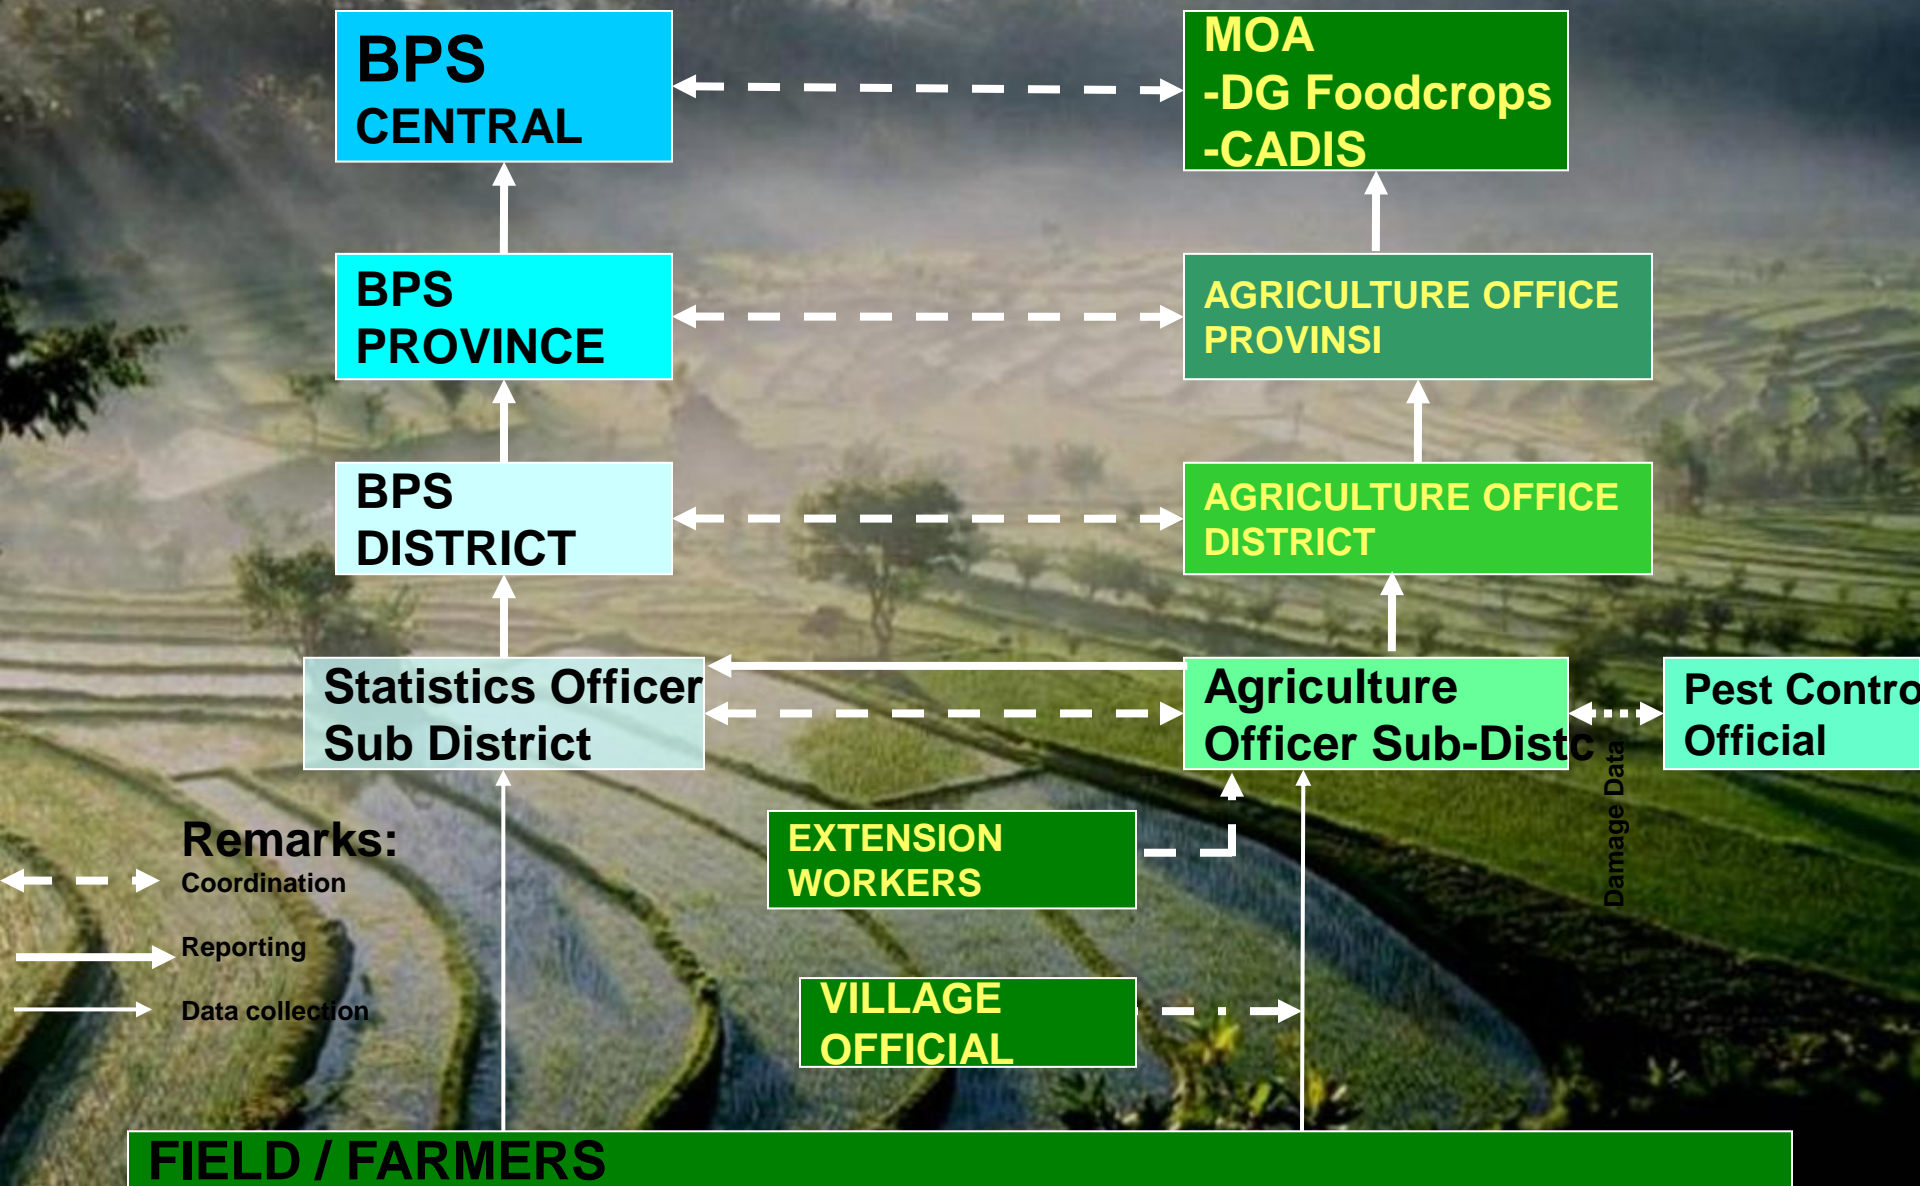 BPS
CENTRAL
MOA
-DG Foodcrops
-CADIS
BPS
PROVINCE
AGRICULTURE OFFICE
PROVINSI
BPS
DISTRICT
AGRICULTURE OFFICE
DISTRICT
Statistics Officer
Sub District
Agriculture
Officer Sub-Distc
Pest Contro
Official
Damage Data
EXTENSION
WORKERS
Remarks:
Coordination
Reporting
Data collection
VILLAGE
OFFICIAL
FIELD / FARMERS